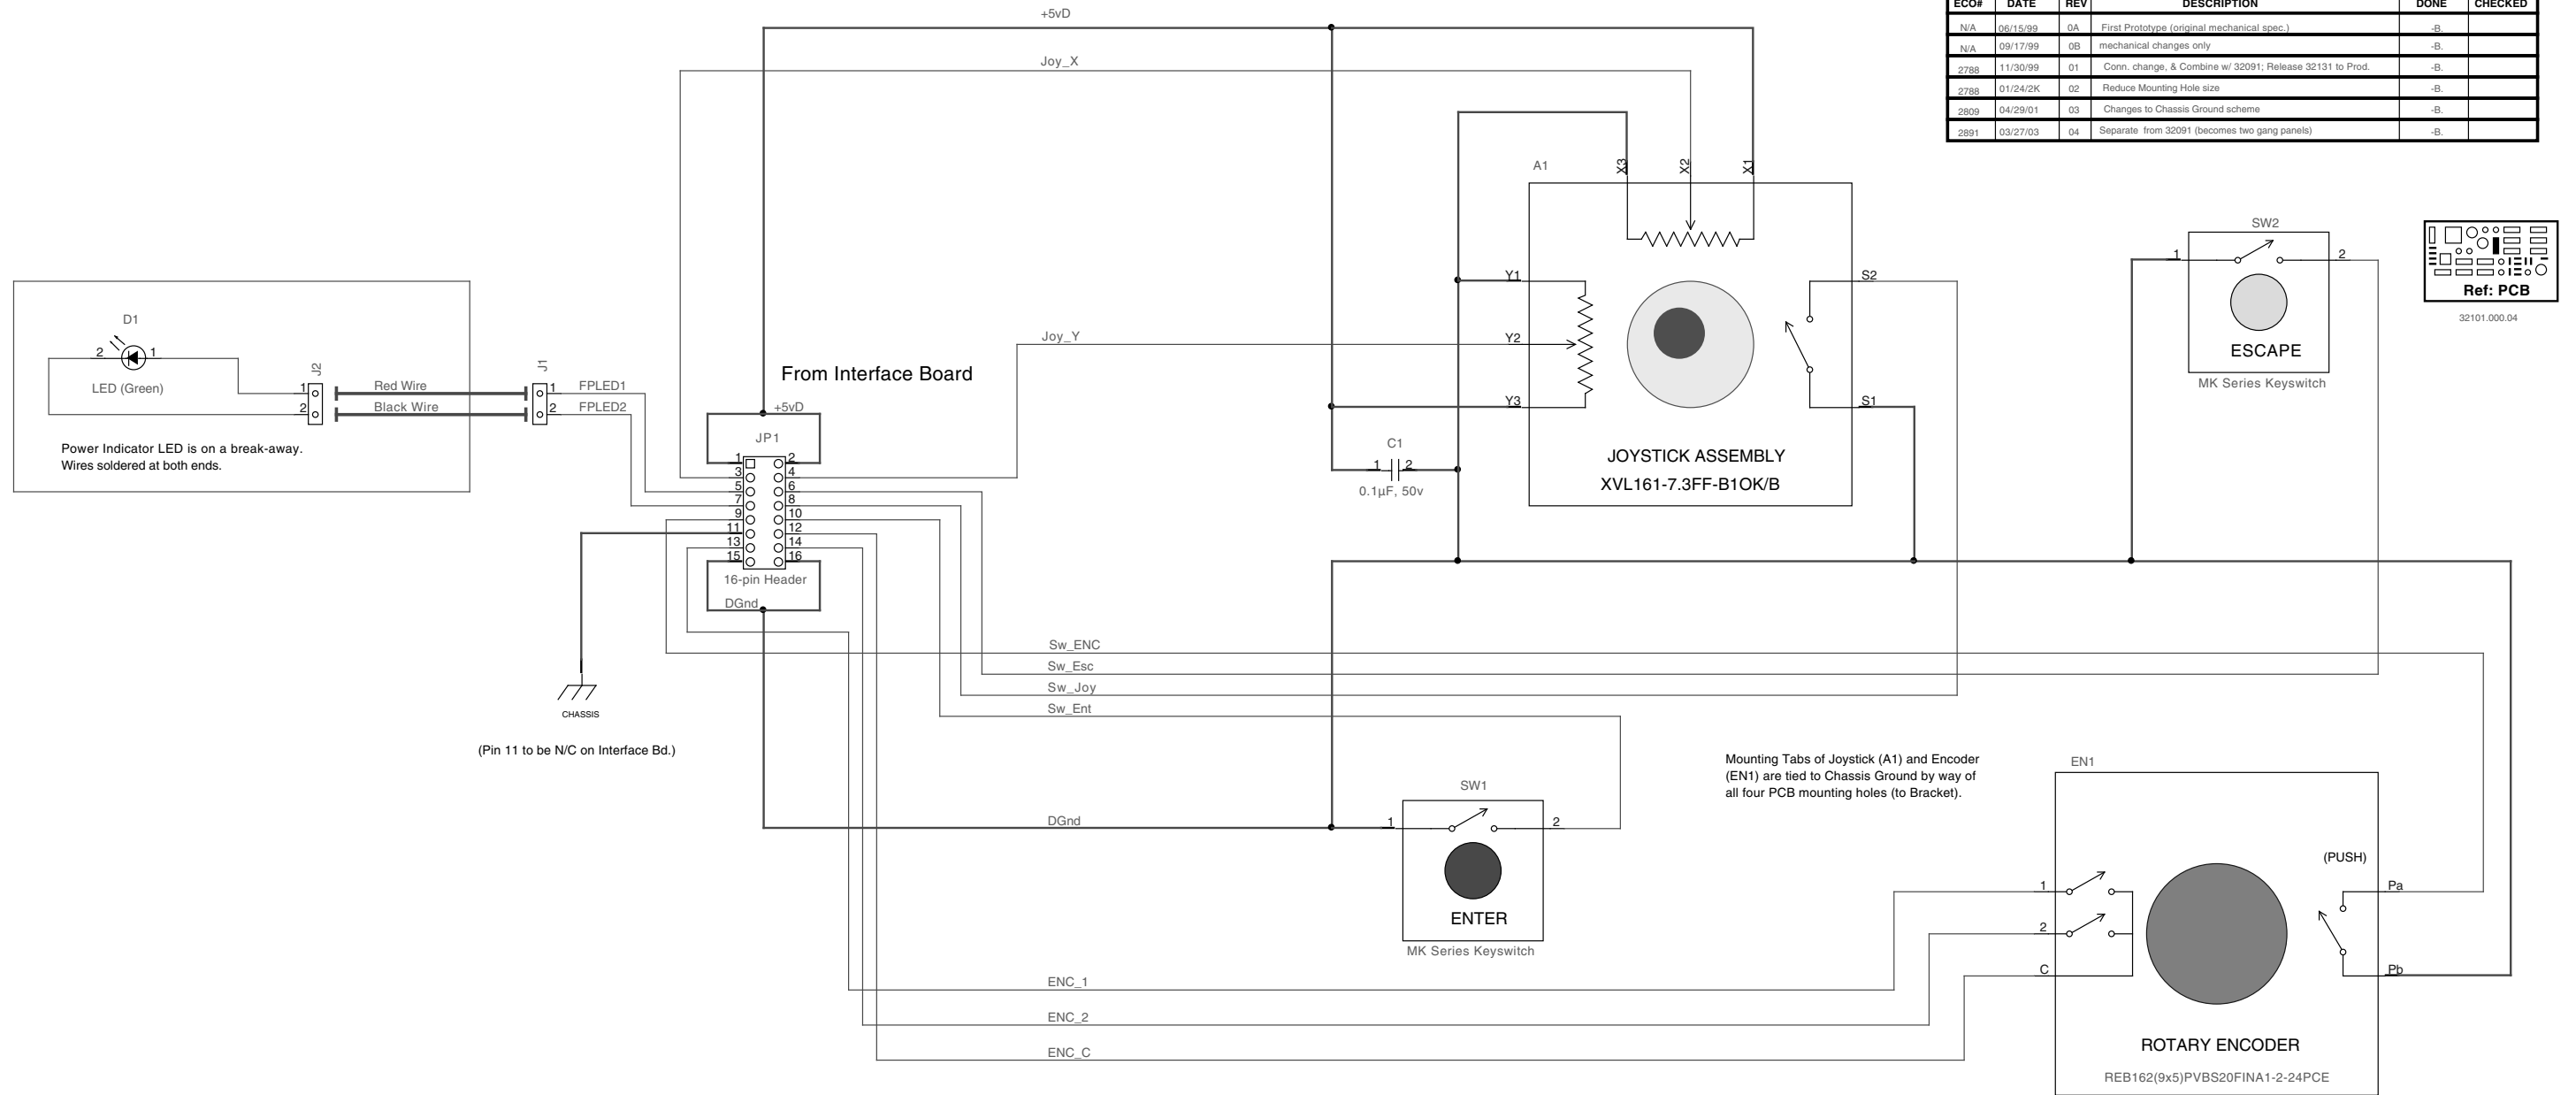 ECO# DATE REV DESCRIPTION DONE CHECKED
N/A 06/15/99 0A First Prototype (original mechanical spec.) -B.
N/A 09/17/99 0B mechanical changes only -B.
2788 11/30/99 01 Conn. change, & Combine w/ 32091; Release 32131 to Prod. -B.
2788 01/24/2K 02 Reduce Mounting Hole size -B.
2809 04/29/01 03 Changes to Chassis Ground scheme -B.
2891 03/27/03 04 Separate from 32091 (becomes two gang panels) -B.
+5vD
Joy_X
A1
X3 X2 X1
Y1
Y2
Y3
S2
S1
JOYSTICK ASSEMBLY
XVL161-7.3FF-B1OK/B
SW2
1 2
ESCAPE
MK Series Keyswitch
Ref: PCB
32101.000.04
D1
2 1
LED (Green)
J2
1
2
Red Wire
Black Wire
J1
1
2
FPLED1
FPLED2
Power Indicator LED is on a break-away.
Wires soldered at both ends.
Joy_Y
From Interface Board
+5vD
JP1
1 2
3 4
5 6
7 8
9 10
11 12
13 14
15 16
16-pin Header
DGnd
C1
1 2
0.1µF, 50v
CHASSIS
(Pin 11 to be N/C on Interface Bd.)
Sw_ENC
Sw_Esc
Sw_Joy
Sw_Ent
DGnd
SW1
1 2
ENTER
MK Series Keyswitch
Mounting Tabs of Joystick (A1) and Encoder
(EN1) are tied to Chassis Ground by way of
all four PCB mounting holes (to Bracket).
EN1
(PUSH)
1
2
C
Pa
Pb
ROTARY ENCODER
REB162(9x5)PVBS20FINA1-2-24PCE
ENC_1
ENC_2
ENC_C